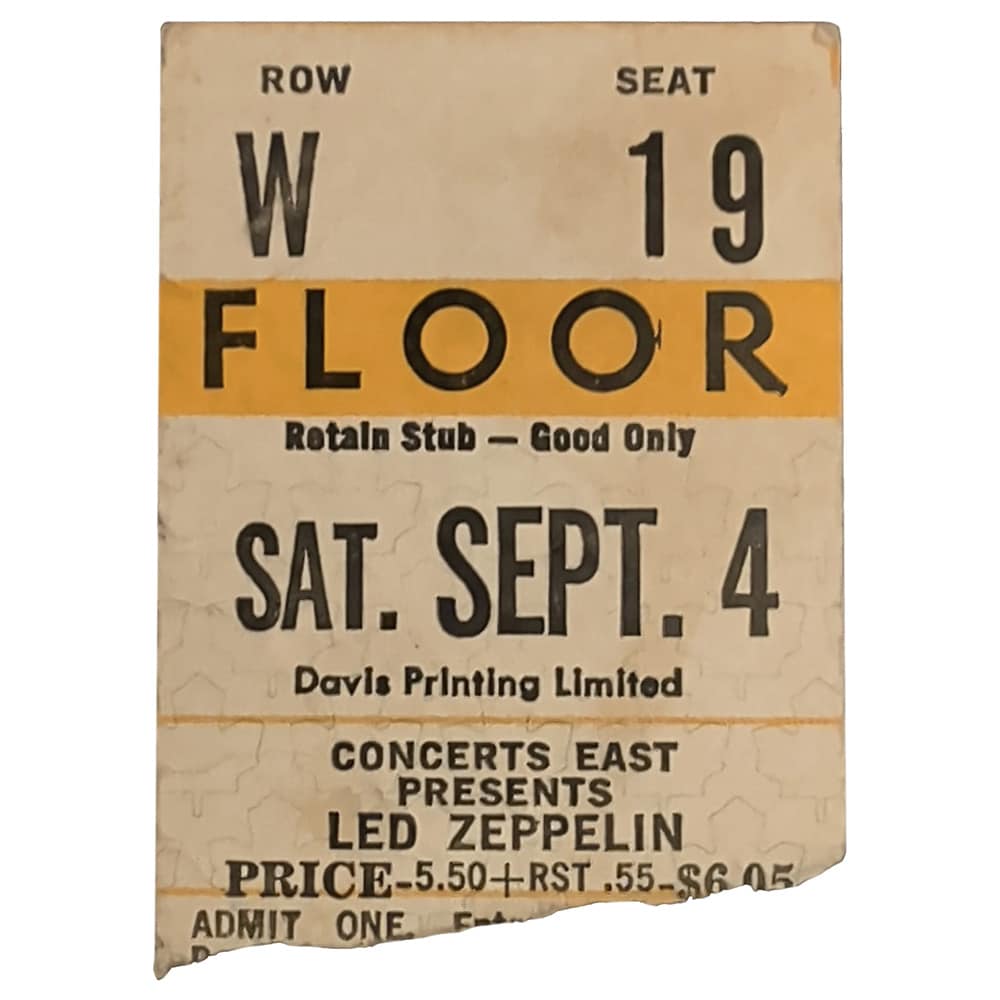 ROW SEAT
W 19
FLOOR
Retain Stub — Good Only
SAT. SEPT. 4
Davis Printing Limited
CONCERTS EAST
PRESENTS
LED ZEPPELIN
PRICE-5.50+RST .55-$6.05
ADMIT ONE.